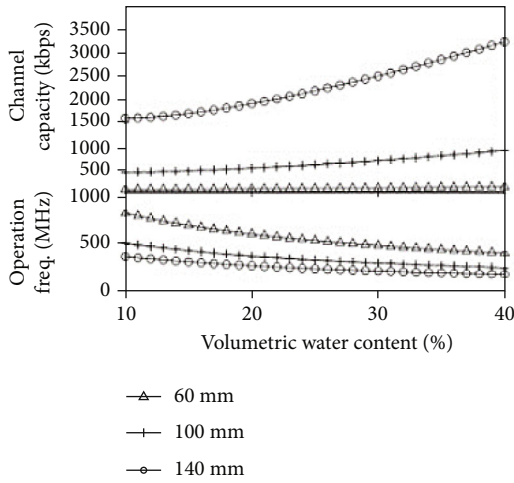 Channel
capacity (kbps)
3500
3000
2500
2000
1500
1000
500
Operation
freq. (MHz)
1000
500
0
10 20 30 40
Volumetric water content (%)
60 mm
100 mm
140 mm